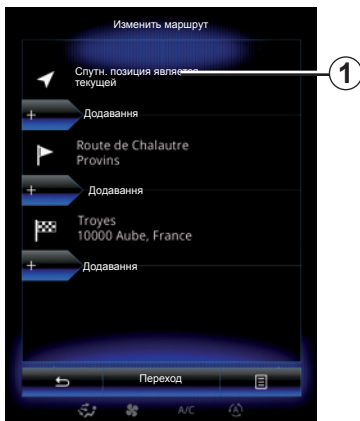 Изменить маршрут
Спутн. позиция является
текущей
1
+ Додавання
Route de Chalautre
Provins
+ Додавання
Troyes
10000 Aube, France
+ Додавання
Переход
A/C
A